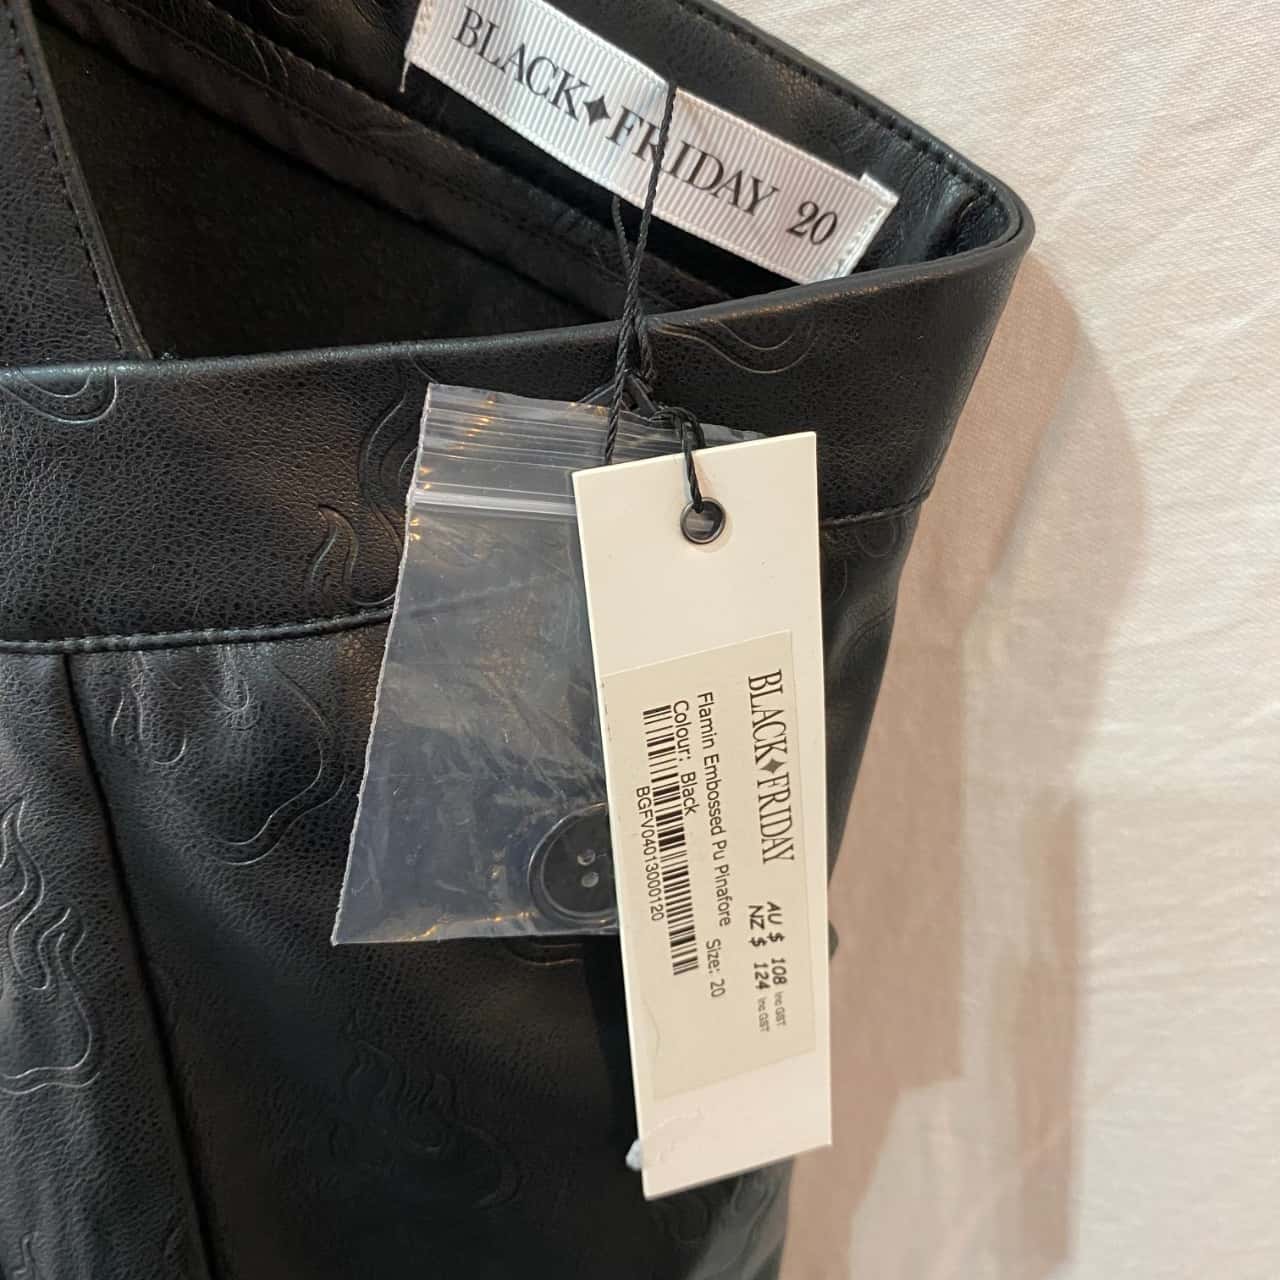 BLACK✦FRIDAY 20
BLACK✦FRIDAY
AU $ 108 inc GST
NZ $ 124 inc GST
Flamin Embossed Pu Pinafore Size: 20
Colour: Black
BGFV04013000120